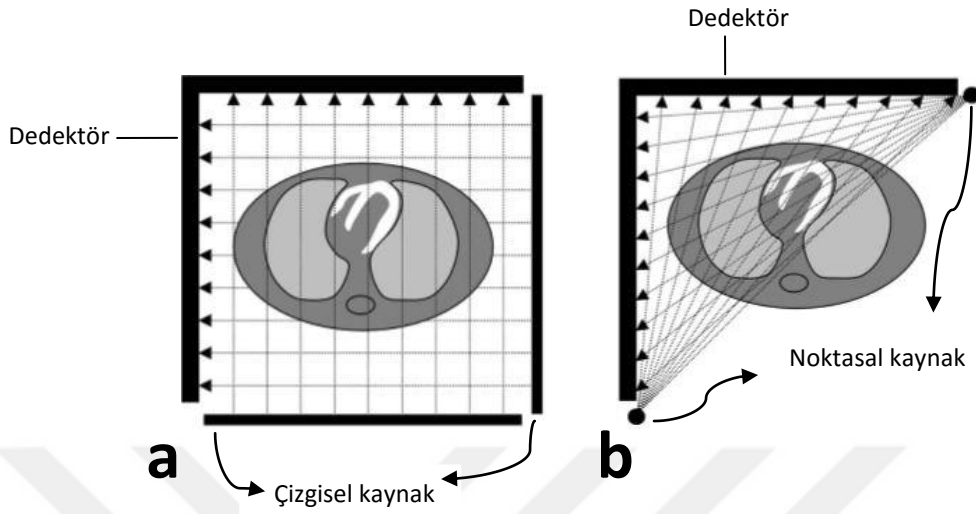 Dedektör
Dedektör
Noktasal kaynak
a
b
Çizgisel kaynak